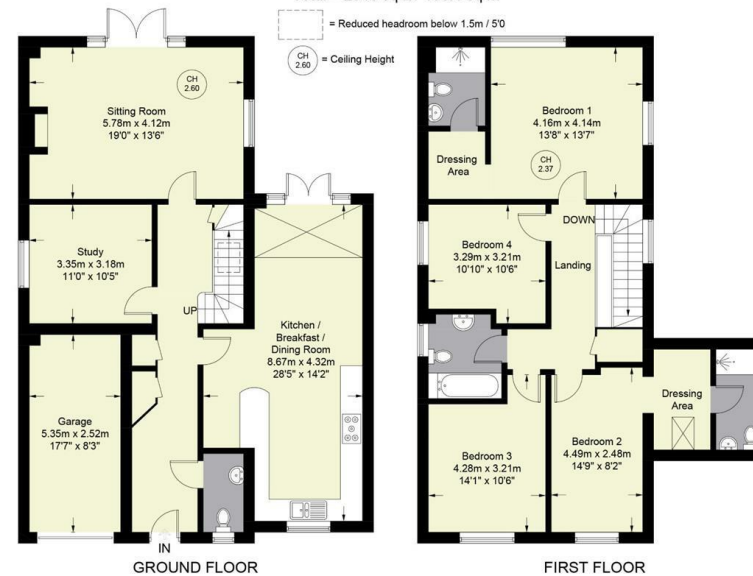 = Reduced headroom below 1.5m / 5'0
CH
2.60
= Ceiling Height
CH
2.60
Sitting Room
5.78m x 4.12m
19'0" x 13'6"
Study
3.35m x 3.18m
11'0" x 10'5"
UP
Kitchen /
Breakfast /
Dining Room
8.67m x 4.32m
28'5" x 14'2"
Garage
5.35m x 2.52m
17'7" x 8'3"
IN
GROUND FLOOR
Bedroom 1
4.16m x 4.14m
13'8" x 13'7"
Dressing
Area
CH
2.37
DOWN
Bedroom 4
3.29m x 3.21m
10'10" x 10'6"
Landing
Dressing
Area
Bedroom 3
4.28m x 3.21m
14'1" x 10'6"
Bedroom 2
4.49m x 2.48m
14'9" x 8'2"
FIRST FLOOR